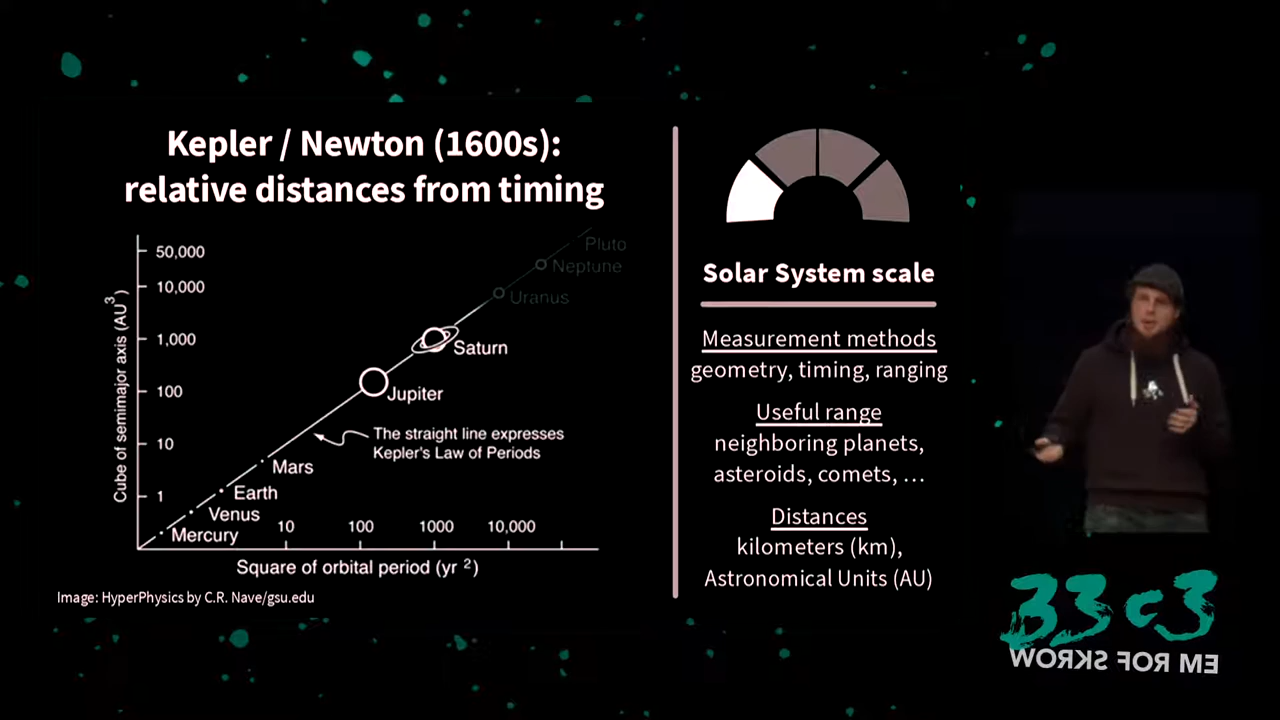 Kepler / Newton (1600s):
relative distances from timing
Cube of semimajor axis (AU³)
50,000
10,000
1,000
100
10
1
Pluto
Neptune
Uranus
Saturn
Jupiter
The straight line expresses
Kepler's Law of Periods
Mars
Earth
Venus
Mercury
10
100
1000
10,000
Square of orbital period (yr ²)
Image: HyperPhysics by C.R. Nave/gsu.edu
Solar System scale
Measurement methods
geometry, timing, ranging
Useful range
neighboring planets,
asteroids, comets, …
Distances
kilometers (km),
Astronomical Units (AU)
33c3
WORKS FOR ME